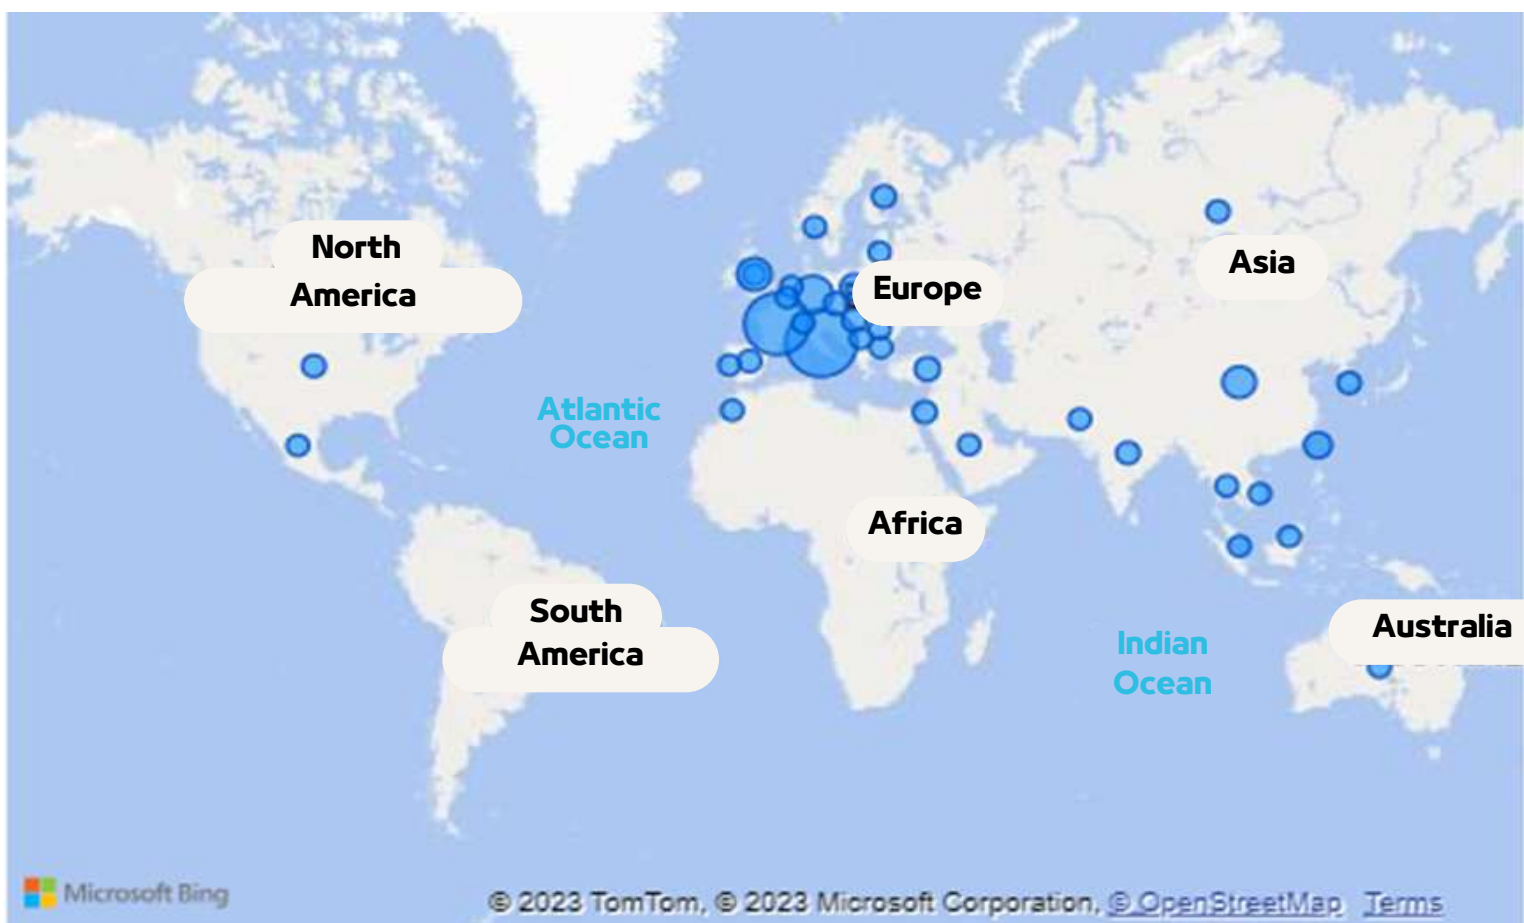 North
America
Europe
Asia
Atlantic
Ocean
Africa
South
America
Indian
Ocean
Australia
Microsoft Bing
© 2023 TomTom, © 2023 Microsoft Corporation, © OpenStreetMap Terms